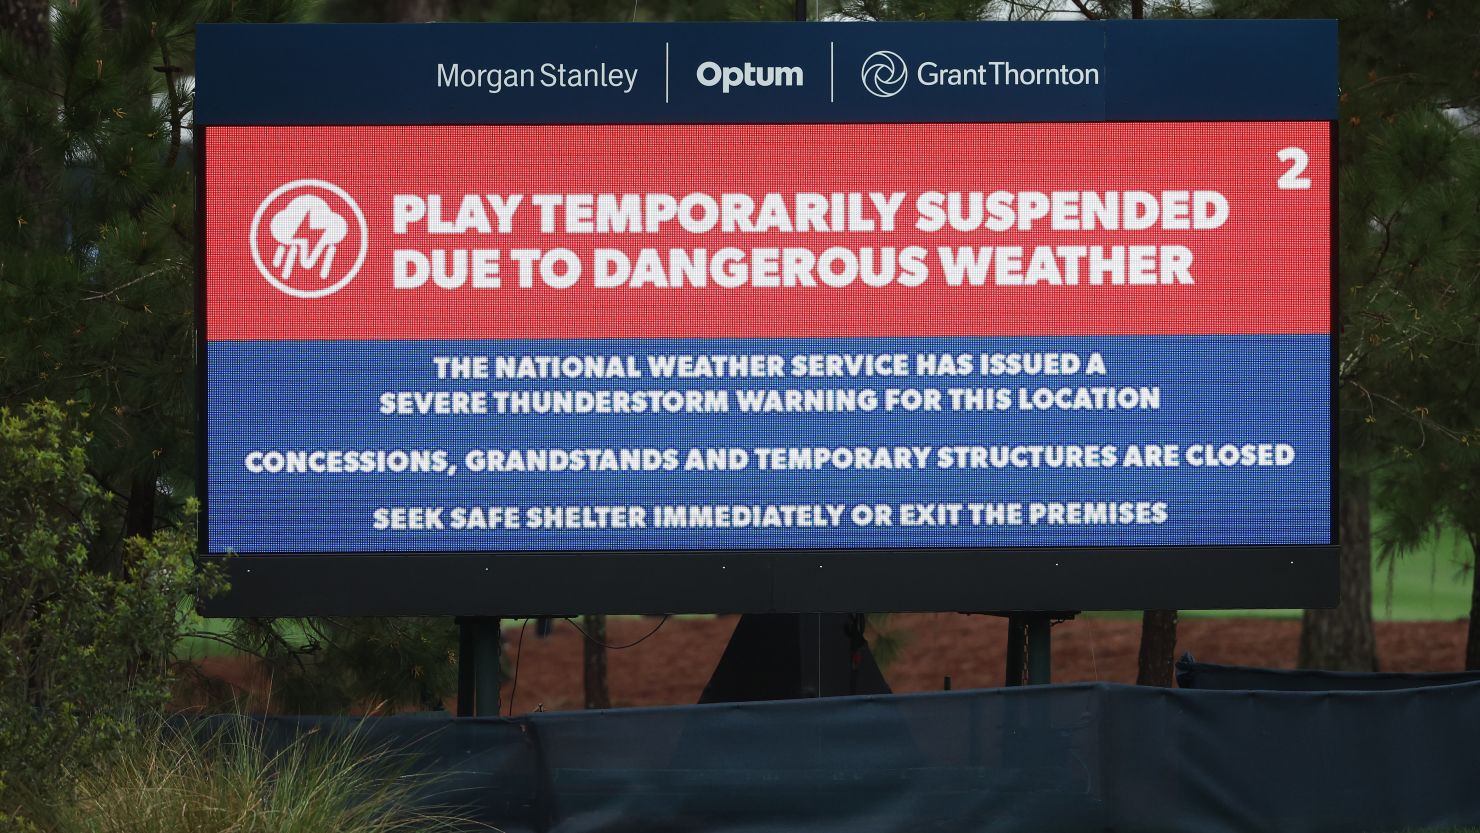 Morgan Stanley
Optum
Grant Thornton
2
PLAY TEMPORARILY SUSPENDED
DUE TO DANGEROUS WEATHER
THE NATIONAL WEATHER SERVICE HAS ISSUED A
SEVERE THUNDERSTORM WARNING FOR THIS LOCATION
CONCESSIONS, GRANDSTANDS AND TEMPORARY STRUCTURES ARE CLOSED
SEEK SAFE SHELTER IMMEDIATELY OR EXIT THE PREMISES